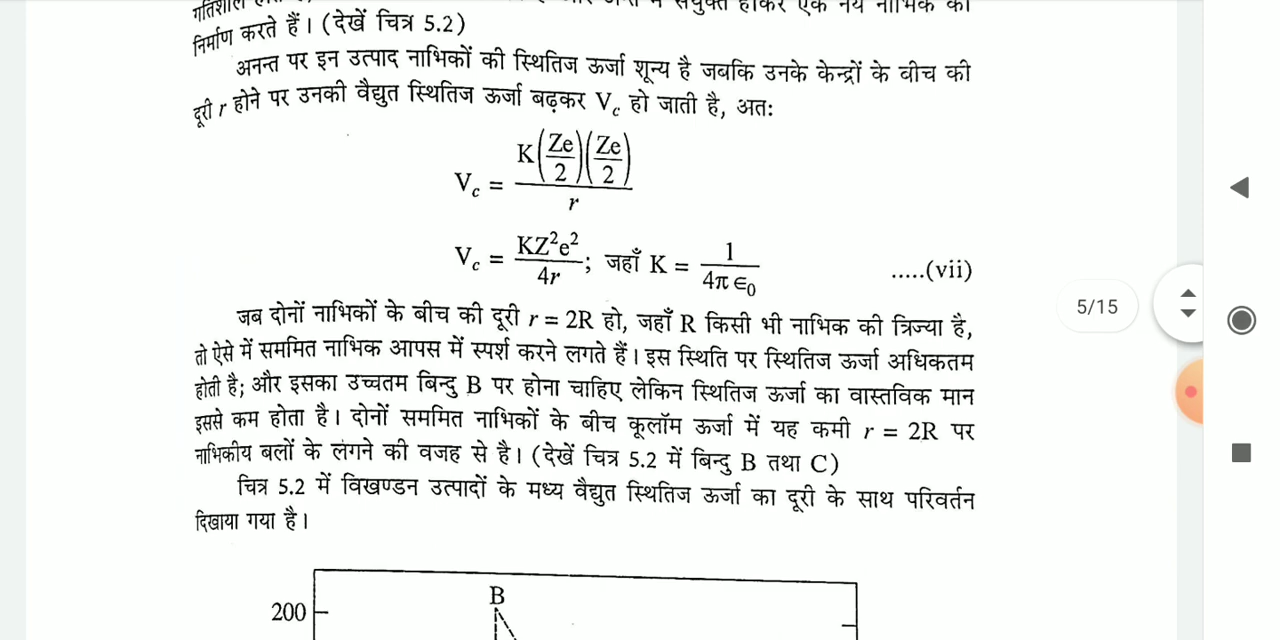 निर्माण करते हैं। (देखें चित्र 5.2)
अनन्त पर इन उत्पाद नाभिकों की स्थितिज ऊर्जा शून्य है जबकि उनके केन्द्रों के बीच की
दूरी r होने पर उनकी वैद्युत स्थितिज ऊर्जा बढ़कर V_c हो जाती है, अतः
V_c = K(Ze/2)(Ze/2)/r
V_c = KZ²e²/4r; जहाँ K = 1/4π ∈₀ .....(vii)
जब दोनों नाभिकों के बीच की दूरी r = 2R हो, जहाँ R किसी भी नाभिक की त्रिज्या है,
तो ऐसे में सममित नाभिक आपस में स्पर्श करने लगते हैं। इस स्थिति पर स्थितिज ऊर्जा अधिकतम
होती है; और इसका उच्चतम बिन्दु B पर होना चाहिए लेकिन स्थितिज ऊर्जा का वास्तविक मान
इससे कम होता है। दोनों सममित नाभिकों के बीच कूलॉम ऊर्जा में यह कमी r = 2R पर
नाभिकीय बलों के लंगने की वजह से है। (देखें चित्र 5.2 में बिन्दु B तथा C)
चित्र 5.2 में विखण्डन उत्पादों के मध्य वैद्युत स्थितिज ऊर्जा का दूरी के साथ परिवर्तन
दिखाया गया है।
B
200
5/15